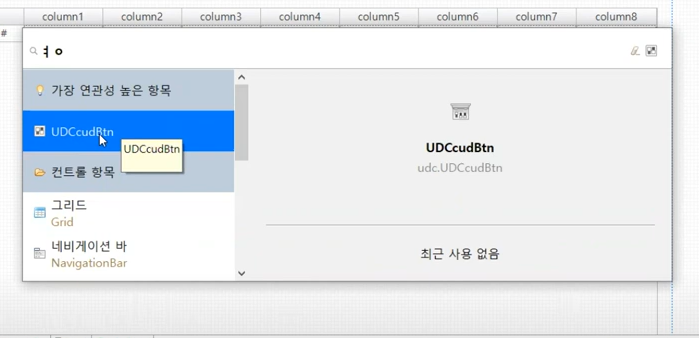 column1 column2 column3 column4 column5 column6 column7 column8
#
ㅕㅇ
가장 연관성 높은 항목
UDCcudBtn
UDCcudBtn
컨트롤 항목
그리드
Grid
네비게이션 바
NavigationBar
UDCcudBtn
udc.UDCcudBtn
최근 사용 없음